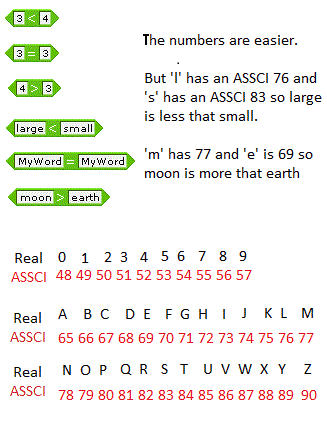 3 < 4
The numbers are easier.
3 = 3
.
4 > 3
But 'l' has an ASSCI 76 and
's' has an ASSCI 83 so large
is less that small.
large < small
MyWord = MyWord
'm' has 77 and 'e' is 69 so
moon is more that earth
moon > earth
Real 0 1 2 3 4 5 6 7 8 9
ASSCI 48 49 50 51 52 53 54 55 56 57
Real A B C D E F G H I J K L M
ASSCI 65 66 67 68 69 70 71 72 73 74 75 76 77
Real N O P Q R S T U V W X Y Z
ASSCI 78 79 80 81 82 83 84 85 86 87 88 89 90